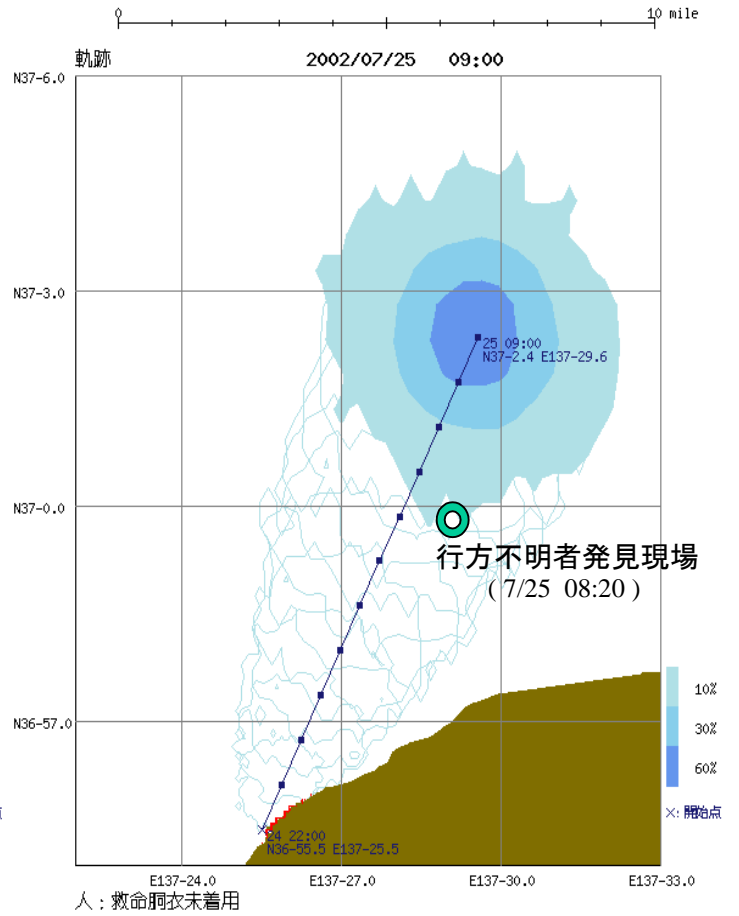 0 10 mile
軌跡 2002/07/25 09:00
N37-6.0
N37-3.0
25 09:00
N37-2.4 E137-29.6
N37-0.0
行方不明者発見現場
( 7/25 08:20 )
10%
30%
N36-57.0
60%
点
×: 開始点
24 22:00
N36-55.5 E137-25.5
E137-24.0 E137-27.0 E137-30.0 E137-33.0
人 : 救命胴衣未着用